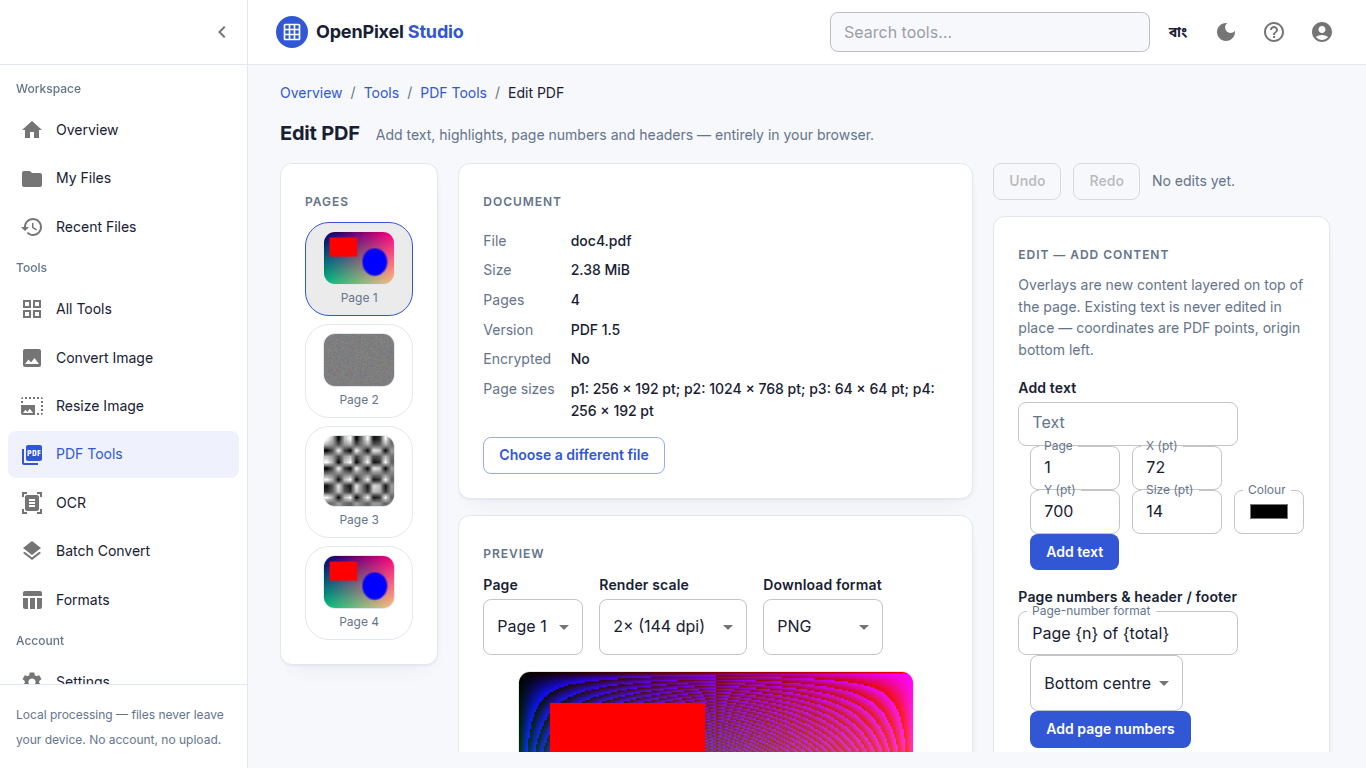 OpenPixel Studio
Search tools...
বাং
Workspace
Overview
My Files
Recent Files
Tools
All Tools
Convert Image
Resize Image
PDF
PDF Tools
OCR
Batch Convert
Formats
Account
Settings
Local processing — files never leave
your device. No account, no upload.
Overview / Tools / PDF Tools / Edit PDF
Edit PDF Add text, highlights, page numbers and headers — entirely in your browser.
PAGES
Page 1
Page 2
Page 3
Page 4
DOCUMENT
File doc4.pdf
Size 2.38 MiB
Pages 4
Version PDF 1.5
Encrypted No
Page sizes p1: 256 × 192 pt; p2: 1024 × 768 pt; p3: 64 × 64 pt; p4:
256 × 192 pt
Choose a different file
PREVIEW
Page Render scale Download format
Page 1 2× (144 dpi) PNG
Undo Redo No edits yet.
EDIT — ADD CONTENT
Overlays are new content layered on top of
the page. Existing text is never edited in
place — coordinates are PDF points, origin
bottom left.
Add text
Text
Page X (pt)
1 72
Y (pt) Size (pt) Colour
700 14
Add text
Page numbers & header / footer
Page-number format
Page {n} of {total}
Bottom centre
Add page numbers